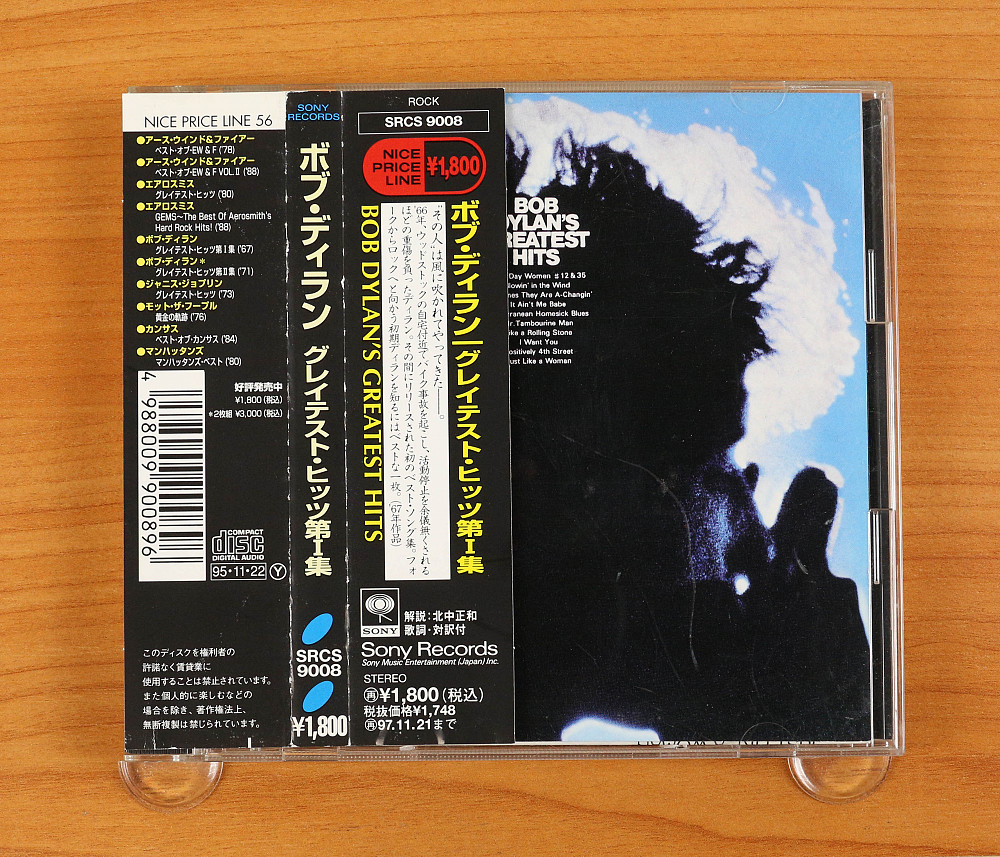 NICE PRICE LINE 56
●アース・ウインド&ファイアー
ベスト・オブ・EW & F ('78)
●アース・ウインド&ファイアー
ベスト・オブ・EW & F VOL.II ('88)
●エアロスミス
グレイテスト・ヒッツ ('80)
●エアロスミス
GEMS〜The Best Of Aerosmith's
Hard Rock Hits! ('88)
●ボブ・ディラン
グレイテスト・ヒッツ第I集 ('67)
●ボブ・ディラン*
グレイテスト・ヒッツ第II集 ('71)
●ジャニス・ジョプリン
グレイテスト・ヒッツ ('73)
●モット・ザ・フープル
黄金の軌跡 ('76)
●カンサス
ベスト・オブ・カンサス ('84)
●マンハッタンズ
マンハッタンズ・ベスト ('80)
好評発売中
¥1,800(税込)
*2枚組 ¥3,000(税込)
4 988009 900896
COMPACT
disc
DIGITAL AUDIO
95・11・22 Y
このディスクを権利者の
許諾なく賃貸業に
使用することは禁止されています。
また個人的に楽しむなどの
場合を除き、著作権法上、
無断複製は禁じられています。
SONY
RECORDS
ボブ・ディラン グレイテスト・ヒッツ第I集
SRCS
9008
¥1,800
ROCK
SRCS 9008
NICE
PRICE
LINE
¥1,800
ボブ・ディラン|グレイテスト・ヒッツ第I集
"その人"は風に吹かれてやってきた——。
'66年、ウッドストックの自宅付近でバイク事故を起こし、活動停止を余儀無くされる
ほどの重傷を負ったディラン。その間にリリースされた初のベスト・ソング集。フォ
ークからロックへと向かう初期ディランを知るにはベストな一枚。('67年作品)
BOB DYLAN'S GREATEST HITS
SONY
解説:北中正和
歌詞・対訳付
Sony Records
Sony Music Entertainment (Japan) Inc.
STEREO
再¥1,800(税込)
税抜価格¥1,748
再97.11.21まで
BOB
DYLAN'S
GREATEST
HITS
Day Women #12 & 35
lowin' in the Wind
mes They Are A-Changin'
It Ain't Me Babe
rranean Homesick Blues
r. Tambourine Man
ke a Rolling Stone
I Want You
ositively 4th Street
ust Like a Woman